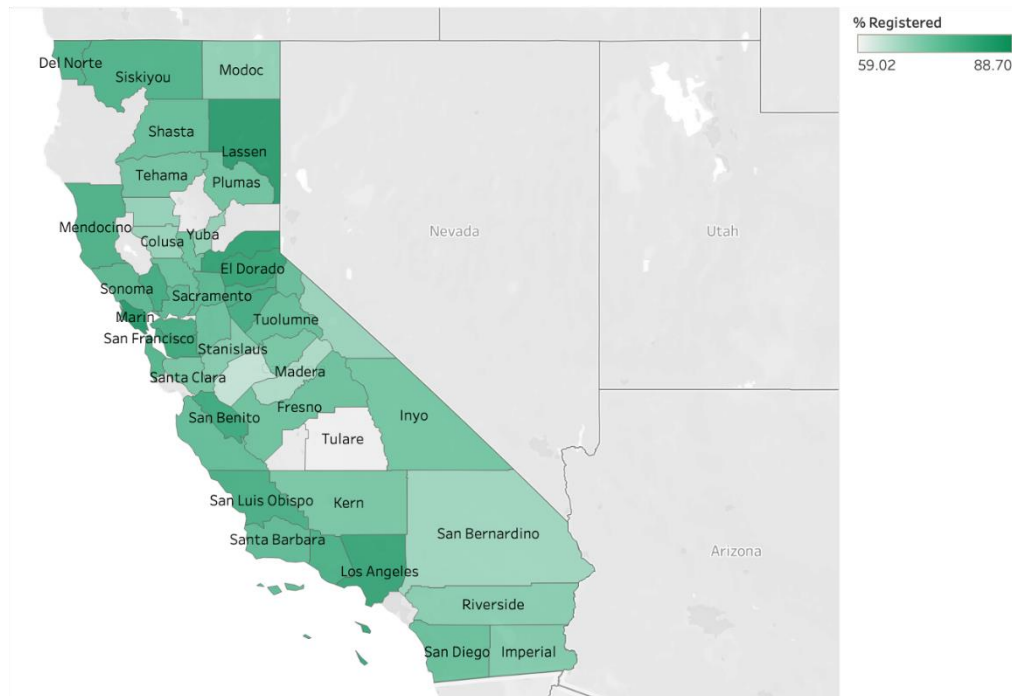 % Registered
59.02 88.70
Del Norte
Siskiyou
Modoc
Shasta
Lassen
Tehama
Plumas
Mendocino
Yuba
Colusa
Nevada
Utah
El Dorado
Sonoma
Sacramento
Marin
Tuolumne
San Francisco
Stanislaus
Santa Clara
Madera
Fresno
San Benito
Inyo
Tulare
San Luis Obispo
Kern
Santa Barbara
San Bernardino
Arizona
Los Angeles
Riverside
San Diego
Imperial